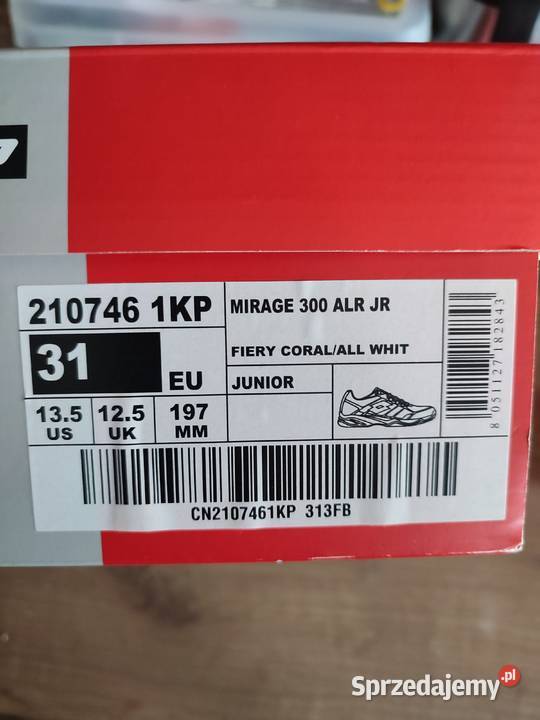 210746 1KP
MIRAGE 300 ALR JR
31
EU
FIERY CORAL/ALL WHIT
JUNIOR
13.5
US
12.5
UK
197
MM
8 051127 182843
CN2107461KP 313FB
Sprzedajemy.pl